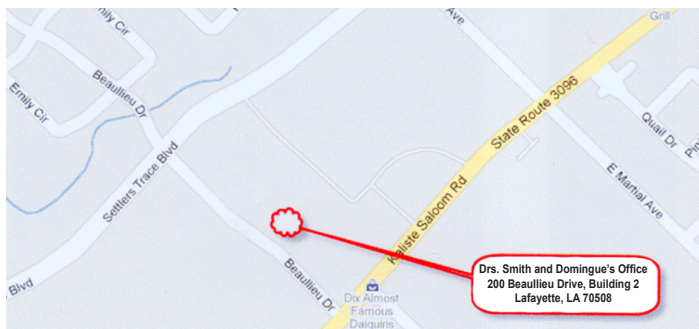 Emily Cir
Ave
Grill
Beaullieu Dr
Emily Cir
State Route 3096
Quail Dr
Settlers Trace Blvd
E Martial Ave
Kaliste Saloom Rd
Blvd
Beaullieu Dr
Drs. Smith and Domingue's Office
200 Beaullieu Drive, Building 2
Lafayette, LA 70508
Dix Almost
Famous
Daiquiris